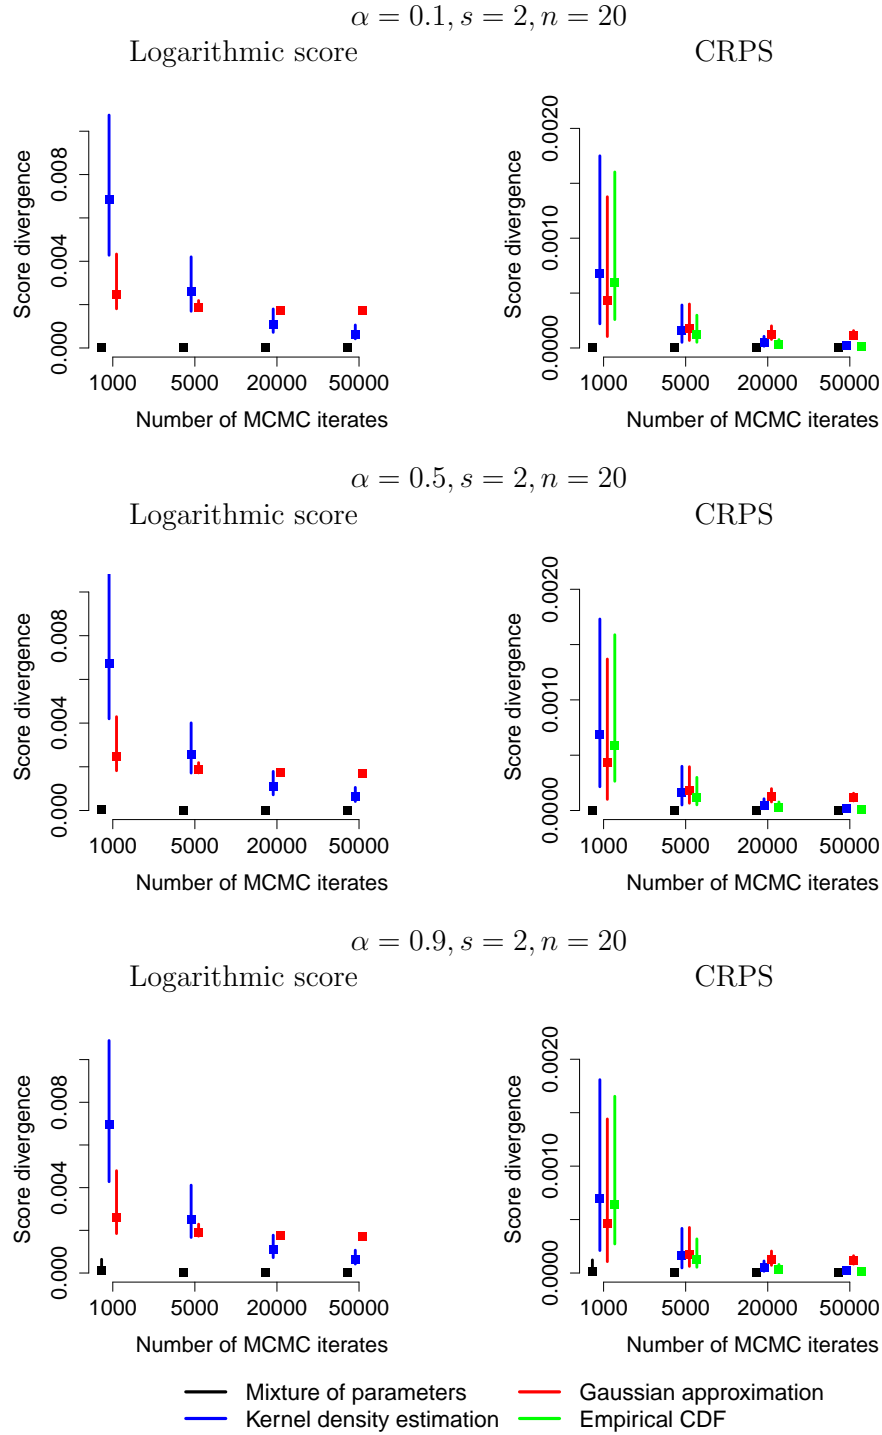 α = 0.1, s = 2, n = 20
Logarithmic score
CRPS
Score divergence
0.000
0.004
0.008
1000 5000 20000 50000
Number of MCMC iterates
Score divergence
0.0000
0.0010
0.0020
1000 5000 20000 50000
Number of MCMC iterates
α = 0.5, s = 2, n = 20
Logarithmic score
CRPS
Score divergence
0.000
0.004
0.008
1000 5000 20000 50000
Number of MCMC iterates
Score divergence
0.0000
0.0010
0.0020
1000 5000 20000 50000
Number of MCMC iterates
α = 0.9, s = 2, n = 20
Logarithmic score
CRPS
Score divergence
0.000
0.004
0.008
1000 5000 20000 50000
Number of MCMC iterates
Score divergence
0.0000
0.0010
0.0020
1000 5000 20000 50000
Number of MCMC iterates
Mixture of parameters
Kernel density estimation
Gaussian approximation
Empirical CDF